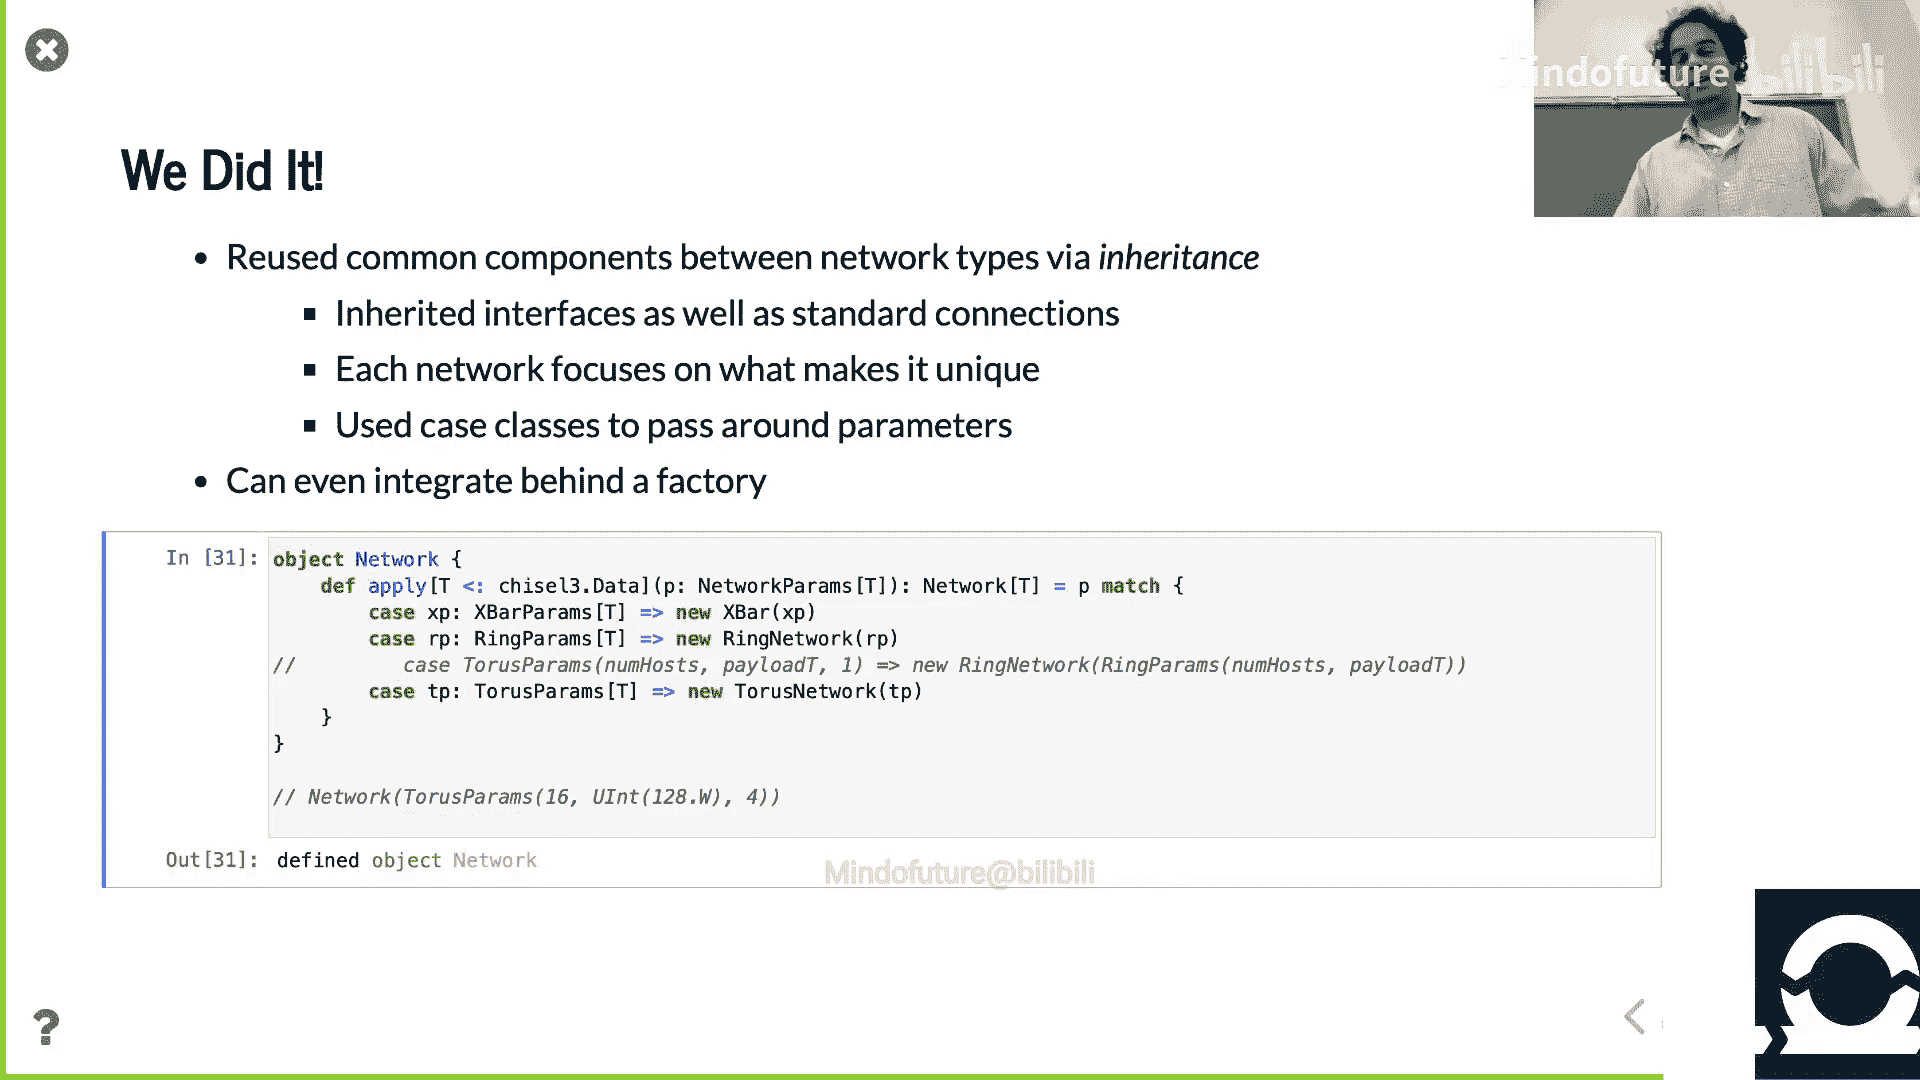 Mindofuture bilibili
We Did It!
• Reused common components between network types via inheritance
▪ Inherited interfaces as well as standard connections
▪ Each network focuses on what makes it unique
▪ Used case classes to pass around parameters
• Can even integrate behind a factory
In [31]: object Network {
def apply[T <: chisel3.Data](p: NetworkParams[T]): Network[T] = p match {
case xp: XBarParams[T] => new XBar(xp)
case rp: RingParams[T] => new RingNetwork(rp)
// case TorusParams(numHosts, payloadT, 1) => new RingNetwork(RingParams(numHosts, payloadT))
case tp: TorusParams[T] => new TorusNetwork(tp)
}
}
// Network(TorusParams(16, UInt(128.W), 4))
Out[31]: defined object Network
Mindofuture@bilibili
?